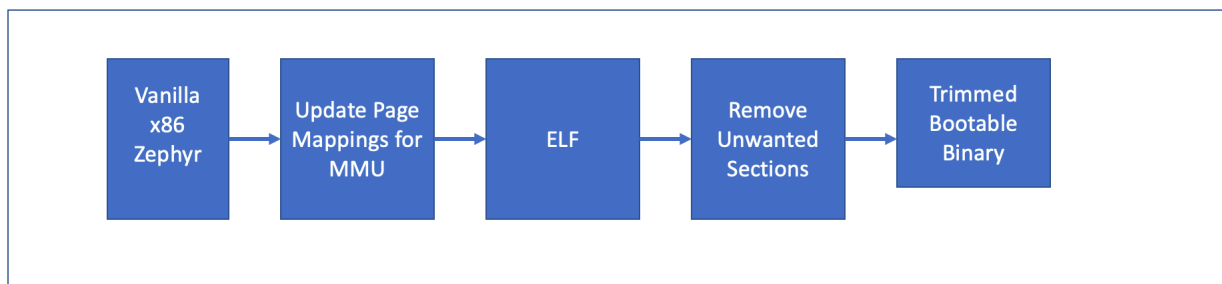 Vanilla
x86
Zephyr
Update Page
Mappings for
MMU
ELF
Remove
Unwanted
Sections
Trimmed
Bootable
Binary